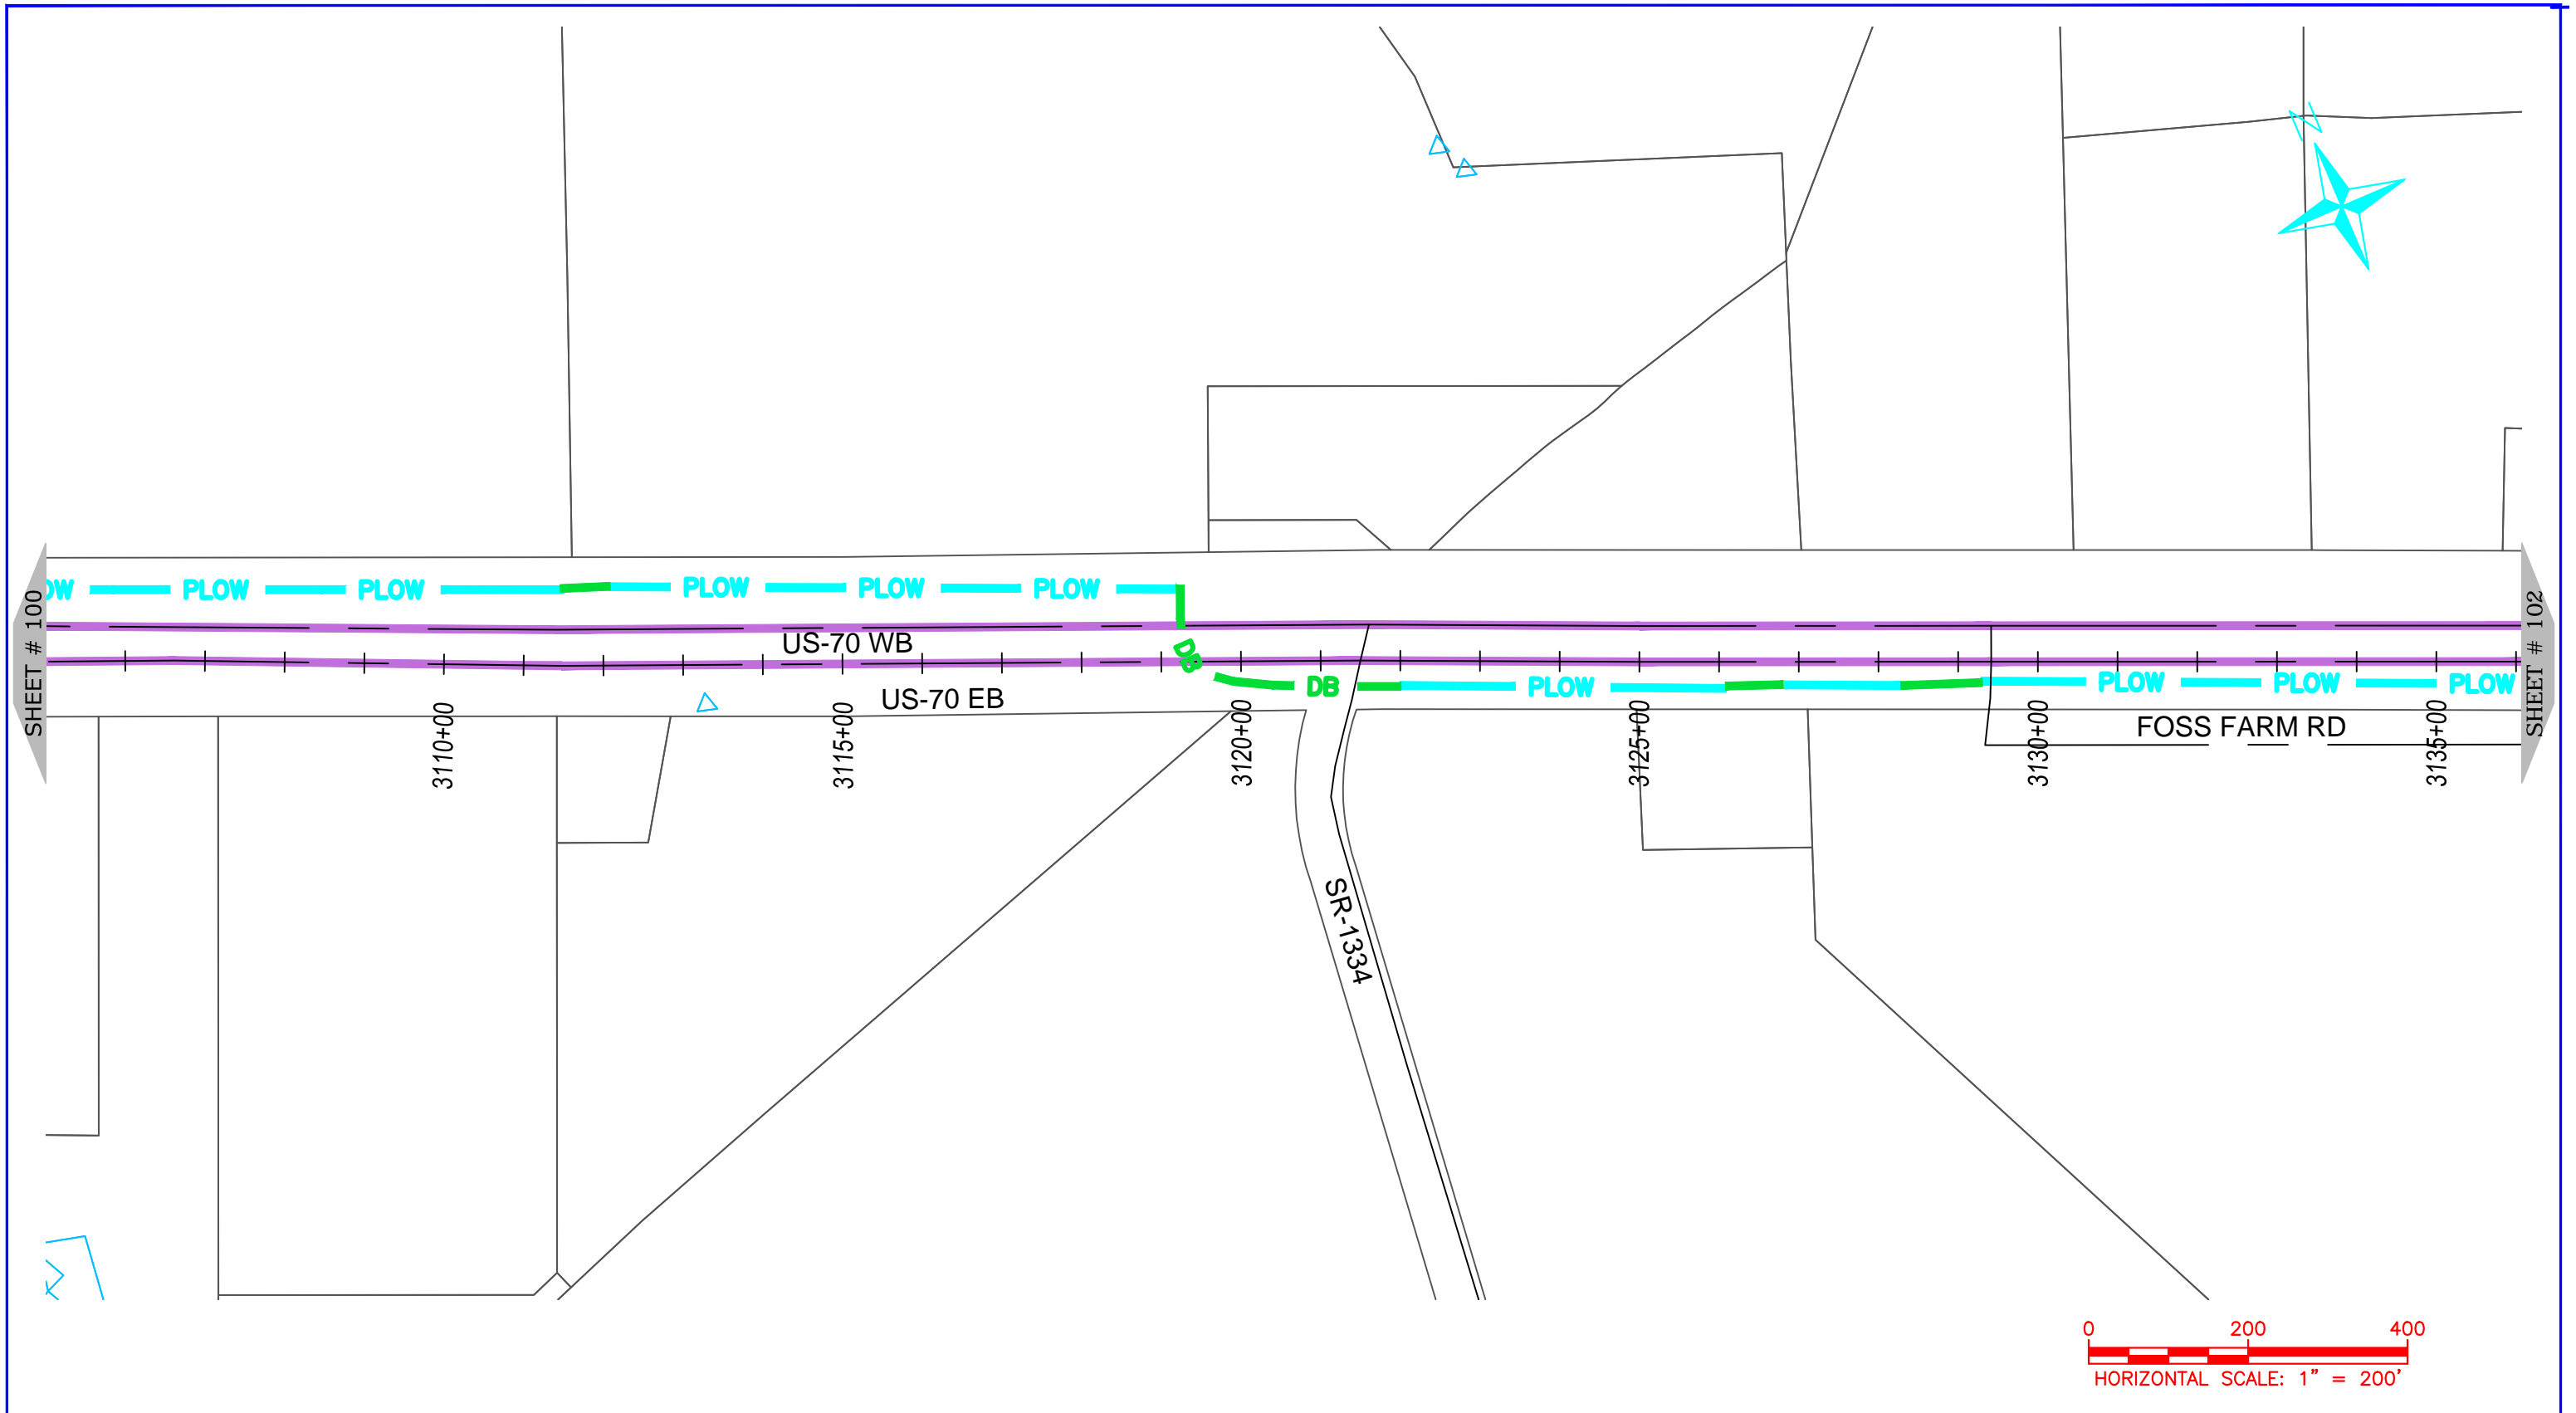 N
OW PLOW PLOW PLOW PLOW PLOW
US-70 WB
DB
US-70 EB
DB PLOW PLOW PLOW PLOW
SHEET # 100
SHEET # 102
FOSS FARM RD
3110+00
3115+00
3120+00
3125+00
3130+00
3135+00
SR-1334
0 200 400
HORIZONTAL SCALE: 1" = 200'